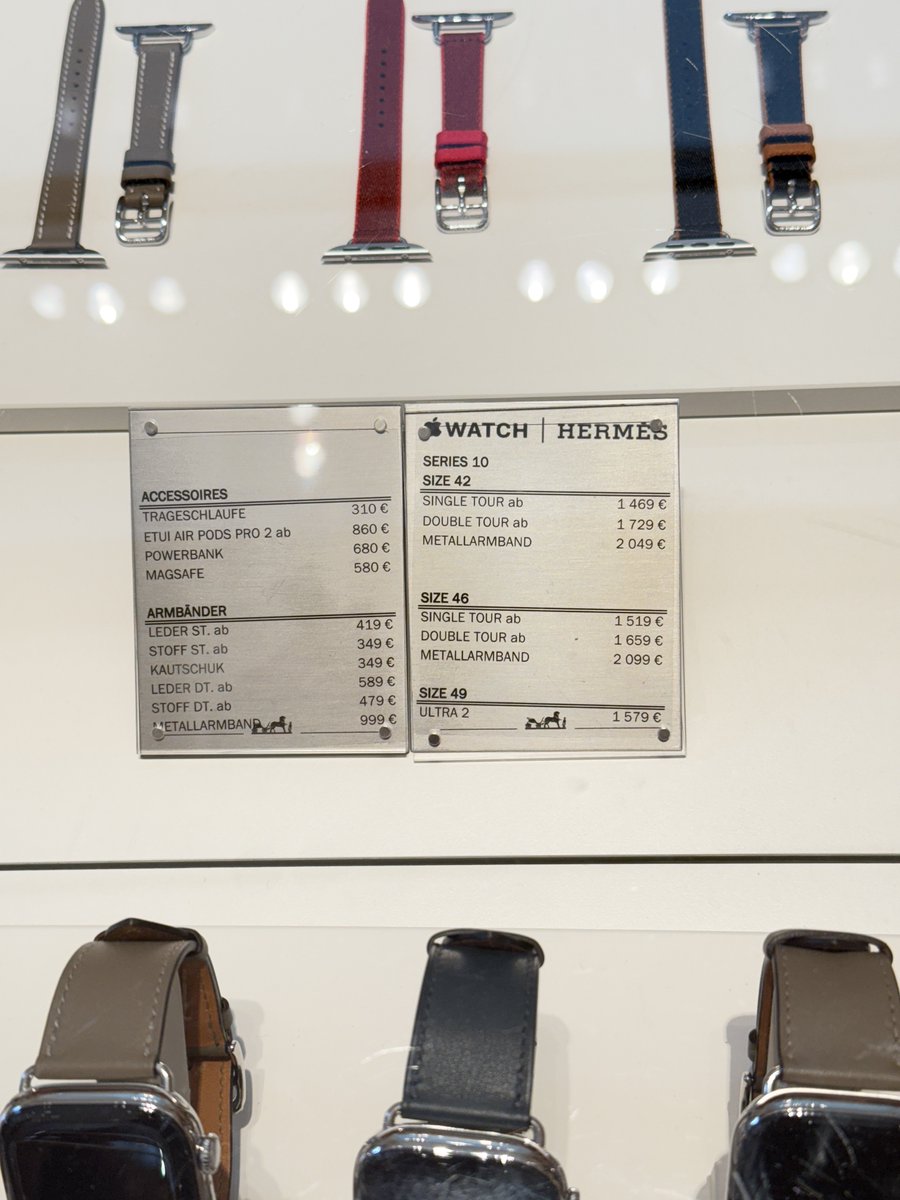 ACCESSOIRES
TRAGESCHLAUFE 310 €
ETUI AIR PODS PRO 2 ab 860 €
POWERBANK 680 €
MAGSAFE 580 €
ARMBÄNDER
LEDER ST. ab 419 €
STOFF ST. ab 349 €
KAUTSCHUK 349 €
LEDER DT. ab 589 €
STOFF DT. ab 479 €
METALLARMBAND 999 €
WATCH | HERMÈS
SERIES 10
SIZE 42
SINGLE TOUR ab 1 469 €
DOUBLE TOUR ab 1 729 €
METALLARMBAND 2 049 €
SIZE 46
SINGLE TOUR ab 1 519 €
DOUBLE TOUR ab 1 659 €
METALLARMBAND 2 099 €
SIZE 49
ULTRA 2 1 579 €